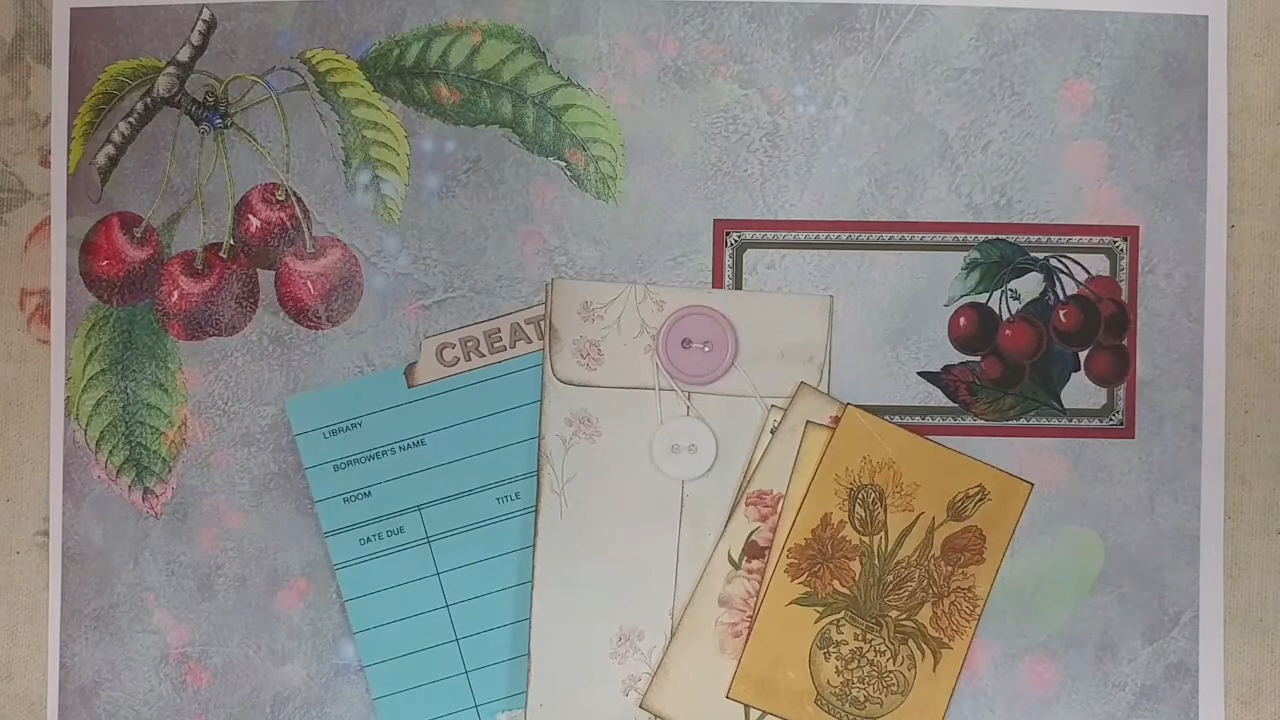 CREAT
LIBRARY
BORROWER'S NAME
ROOM
DATE DUE
TITLE